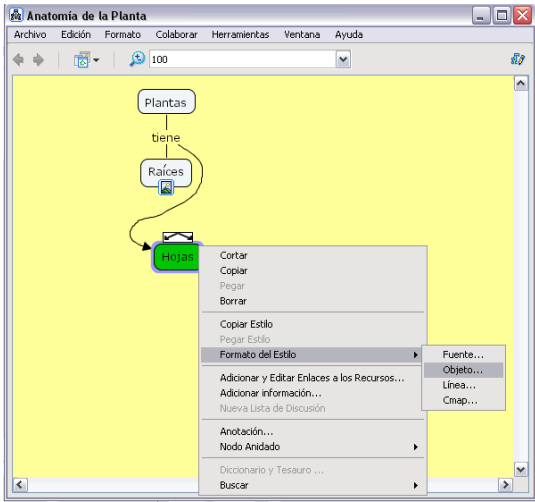 Anatomía de la Planta
Archivo Edición Formato Colaborar Herramientas Ventana Ayuda
100
Plantas
tiene
Raíces
Hojas
Cortar
Copiar
Pegar
Borrar
Copiar Estilo
Pegar Estilo
Formato del Estilo
Fuente...
Objeto...
Línea...
Cmap...
Adicionar y Editar Enlaces a los Recursos...
Adicionar información...
Nueva Lista de Discusión
Anotación...
Nodo Anidado
Diccionario y Tesauro ...
Buscar